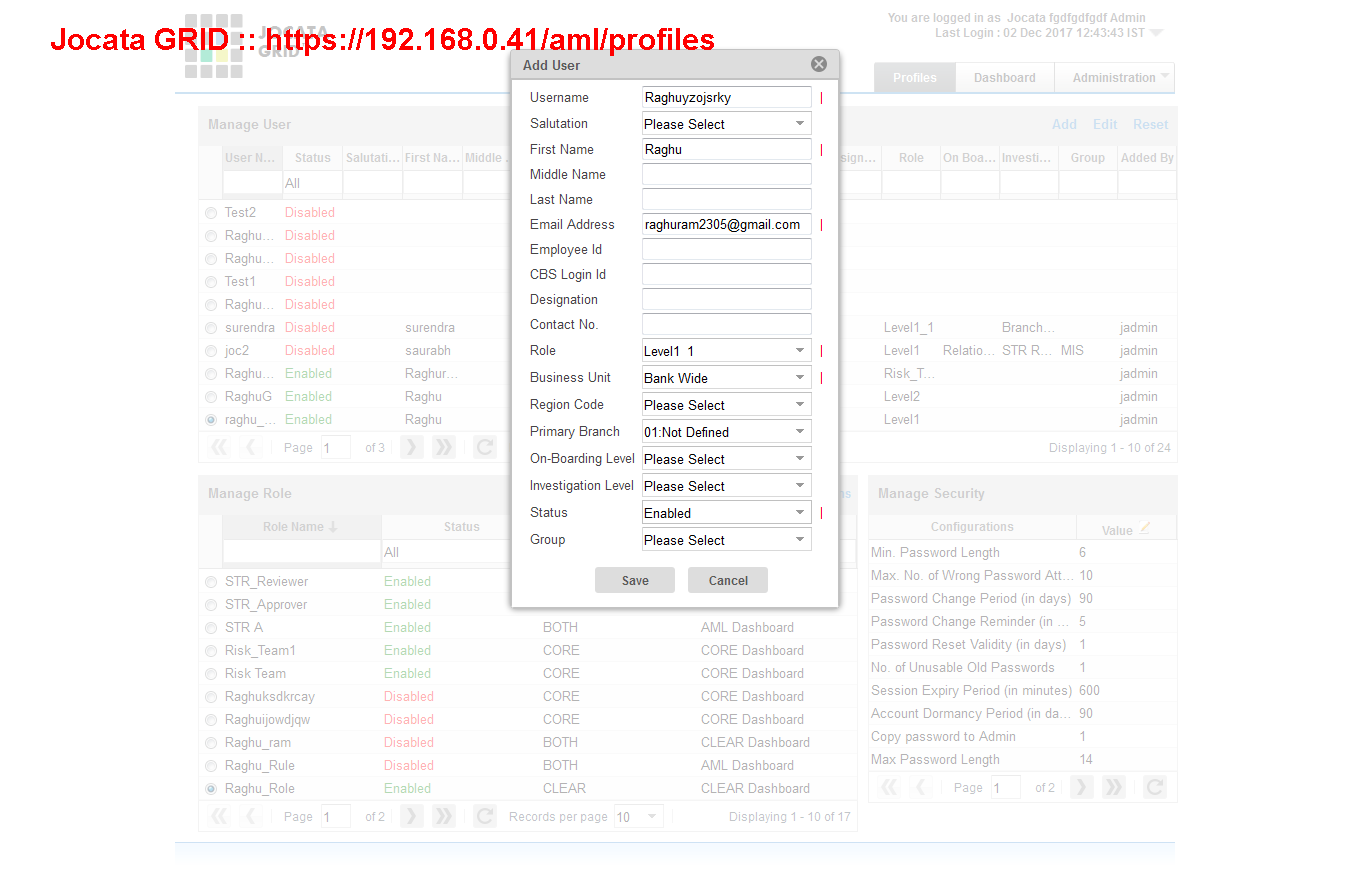 You are logged in as Jocata fgdfgdfgdf Admin
Last Login : 02 Dec 2017 12:43:43 IST
JOCATA
GRID
Jocata GRID :: https://192.168.0.41/aml/profiles
Profiles Dashboard Administration
Add User
Username Raghuyzojsrky
Salutation Please Select
First Name Raghu
Middle Name
Last Name
Email Address raghuram2305@gmail.com
Employee Id
CBS Login Id
Designation
Contact No.
Role Level1 1
Business Unit Bank Wide
Region Code Please Select
Primary Branch 01:Not Defined
On-Boarding Level Please Select
Investigation Level Please Select
Status Enabled
Group Please Select
Save Cancel
Manage User Add Edit Reset
User N... Status Salutati... First Na... Middle sign... Role On Boa... Investi... Group Added By
All
Test2 Disabled
Raghu... Disabled
Raghu... Disabled
Test1 Disabled
Raghu... Disabled
surendra Disabled surendra Level1_1 Branch... jadmin
joc2 Disabled saurabh Level1 Relatio... STR R... MIS jadmin
Raghu... Enabled Raghur... Risk_T... jadmin
RaghuG Enabled Raghu Level2 jadmin
raghu_... Enabled Raghu Level1 jadmin
Page 1 of 3 Displaying 1 - 10 of 24
Manage Role
Role Name Status
All
STR_Reviewer Enabled
STR_Approver Enabled
STR A Enabled BOTH AML Dashboard
Risk_Team1 Enabled CORE CORE Dashboard
Risk Team Enabled CORE CORE Dashboard
Raghuksdkrcay Disabled CORE CORE Dashboard
Raghuijowdjqw Disabled CORE CORE Dashboard
Raghu_ram Disabled BOTH CLEAR Dashboard
Raghu_Rule Disabled BOTH AML Dashboard
Raghu_Role Enabled CLEAR CLEAR Dashboard
Page 1 of 2 Records per page 10 Displaying 1 - 10 of 17
Manage Security
Configurations Value
Min. Password Length 6
Max. No. of Wrong Password Att... 10
Password Change Period (in days) 90
Password Change Reminder (in ... 5
Password Reset Validity (in days) 1
No. of Unusable Old Passwords 1
Session Expiry Period (in minutes) 600
Account Dormancy Period (in da... 90
Copy password to Admin 1
Max Password Length 14
Page 1 of 2